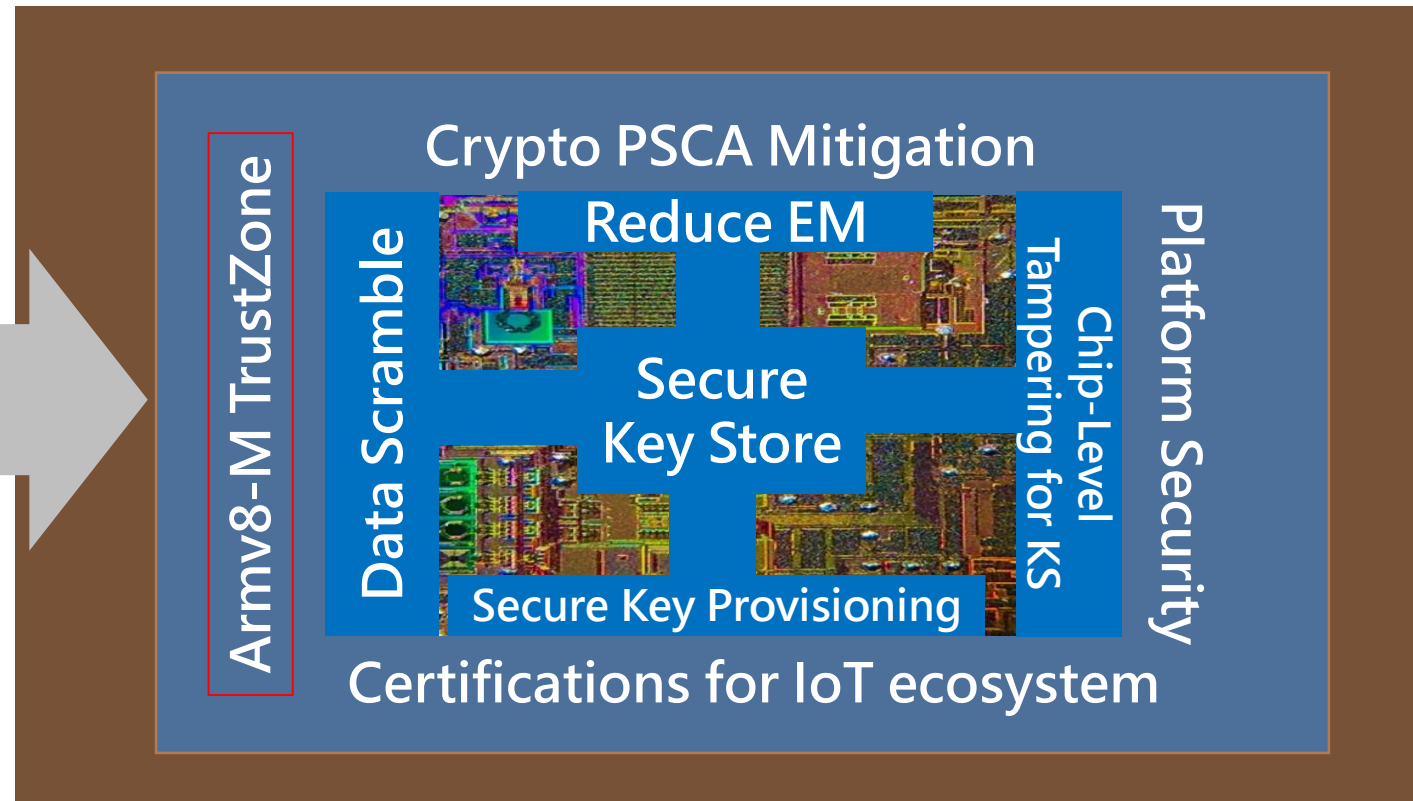 Crypto PSCA Mitigation
Armv8-M TrustZone
Data Scramble
Reduce EM
Secure
Key Store
Secure Key Provisioning
Chip-Level
Tampering for KS
Platform Security
Certifications for IoT ecosystem